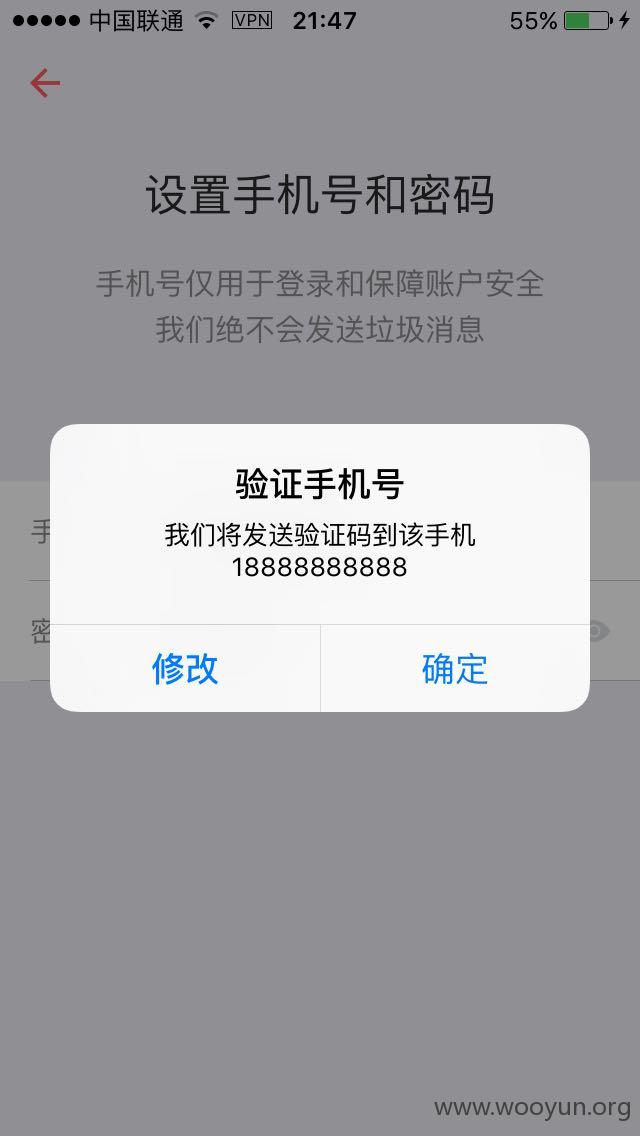 中国联通 VPN 21:47 55%
设置手机号和密码
手机号仅用于登录和保障账户安全
我们绝不会发送垃圾消息
验证手机号
我们将发送验证码到该手机
18888888888
手
密
修改 确定
www.wooyun.org